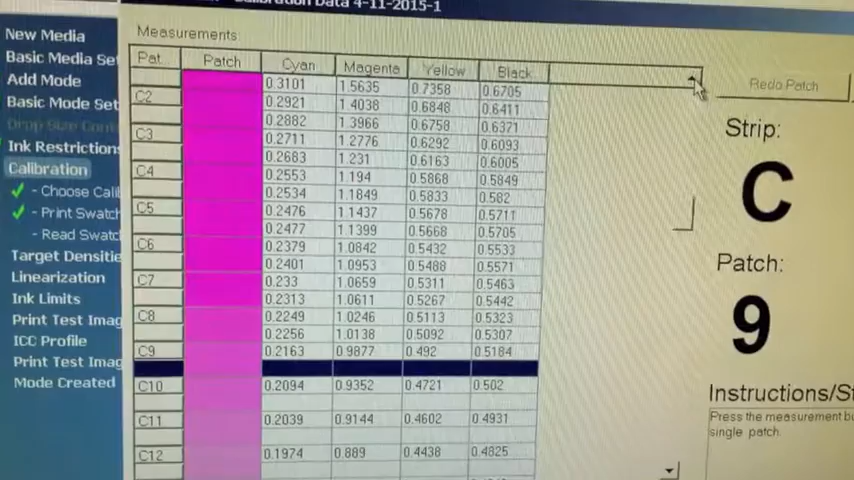 Calibration Data 4-11-2015-1
New Media
Basic Media Set
Add Mode
Basic Mode Set
Drop Size Con
Ink Restrictions
Calibration
- Choose Calib
- Print Swatch
- Read Swatc
Target Densitie
Linearization
Ink Limits
Print Test Imag
ICC Profile
Print Test Imag
Mode Created
Measurements:
Pat... Patch Cyan Magenta Yellow Black
0.3101 1.5635 0.7358 0.6705
C2 0.2921 1.4038 0.6848 0.6411
0.2882 1.3966 0.6758 0.6371
C3 0.2711 1.2776 0.6292 0.6093
0.2683 1.231 0.6163 0.6005
C4 0.2553 1.194 0.5868 0.5849
0.2534 1.1849 0.5833 0.582
C5 0.2476 1.1437 0.5678 0.5711
0.2477 1.1399 0.5668 0.5705
C6 0.2379 1.0842 0.5432 0.5533
0.2401 1.0953 0.5488 0.5571
C7 0.233 1.0659 0.5311 0.5463
0.2313 1.0611 0.5267 0.5442
C8 0.2249 1.0246 0.5113 0.5323
0.2256 1.0138 0.5092 0.5307
C9 0.2163 0.9877 0.492 0.5184
C10 0.2094 0.9352 0.4721 0.502
C11 0.2039 0.9144 0.4602 0.4931
C12 0.1974 0.889 0.4438 0.4825
Redo Patch
Strip:
C
Patch:
9
Instructions/St
Press the measurement bu
single patch.